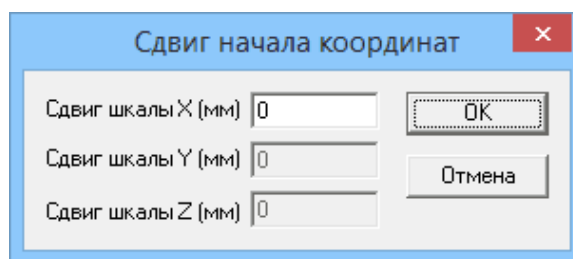 Сдвиг начала координат
Сдвиг шкалы X (мм) 0
OK
Сдвиг шкалы Y (мм) 0
Отмена
Сдвиг шкалы Z (мм) 0